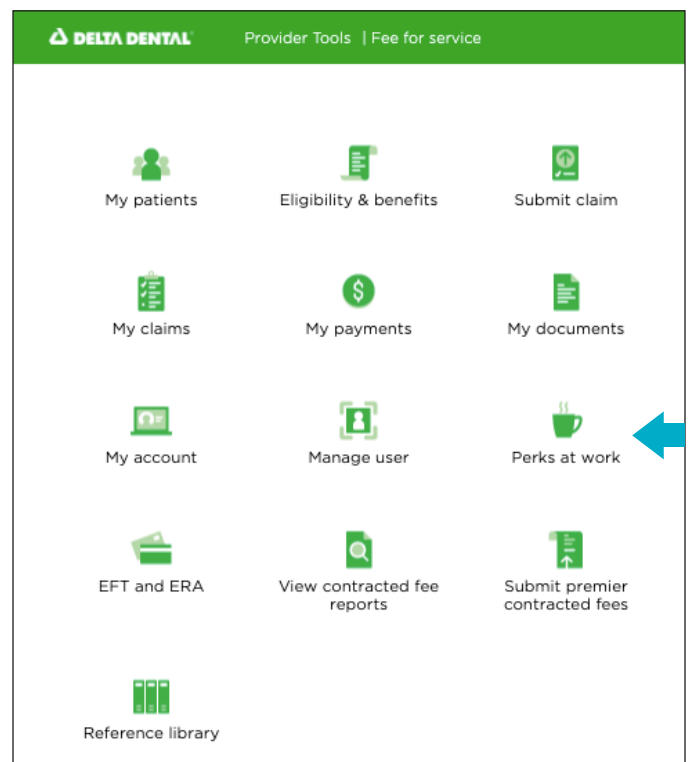 DELTA DENTAL Provider Tools | Fee for service
My patients Eligibility & benefits Submit claim
My claims My payments My documents
My account Manage user Perks at work
EFT and ERA View contracted fee Submit premier
reports contracted fees
Reference library